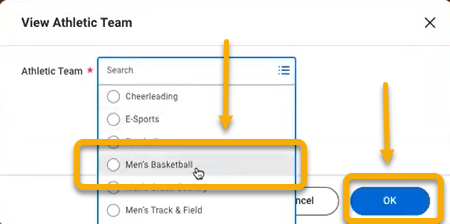 View Athletic Team
Athletic Team *
Search
Cheerleading
E-Sports
Men's Basketball
Men's Track & Field
OK